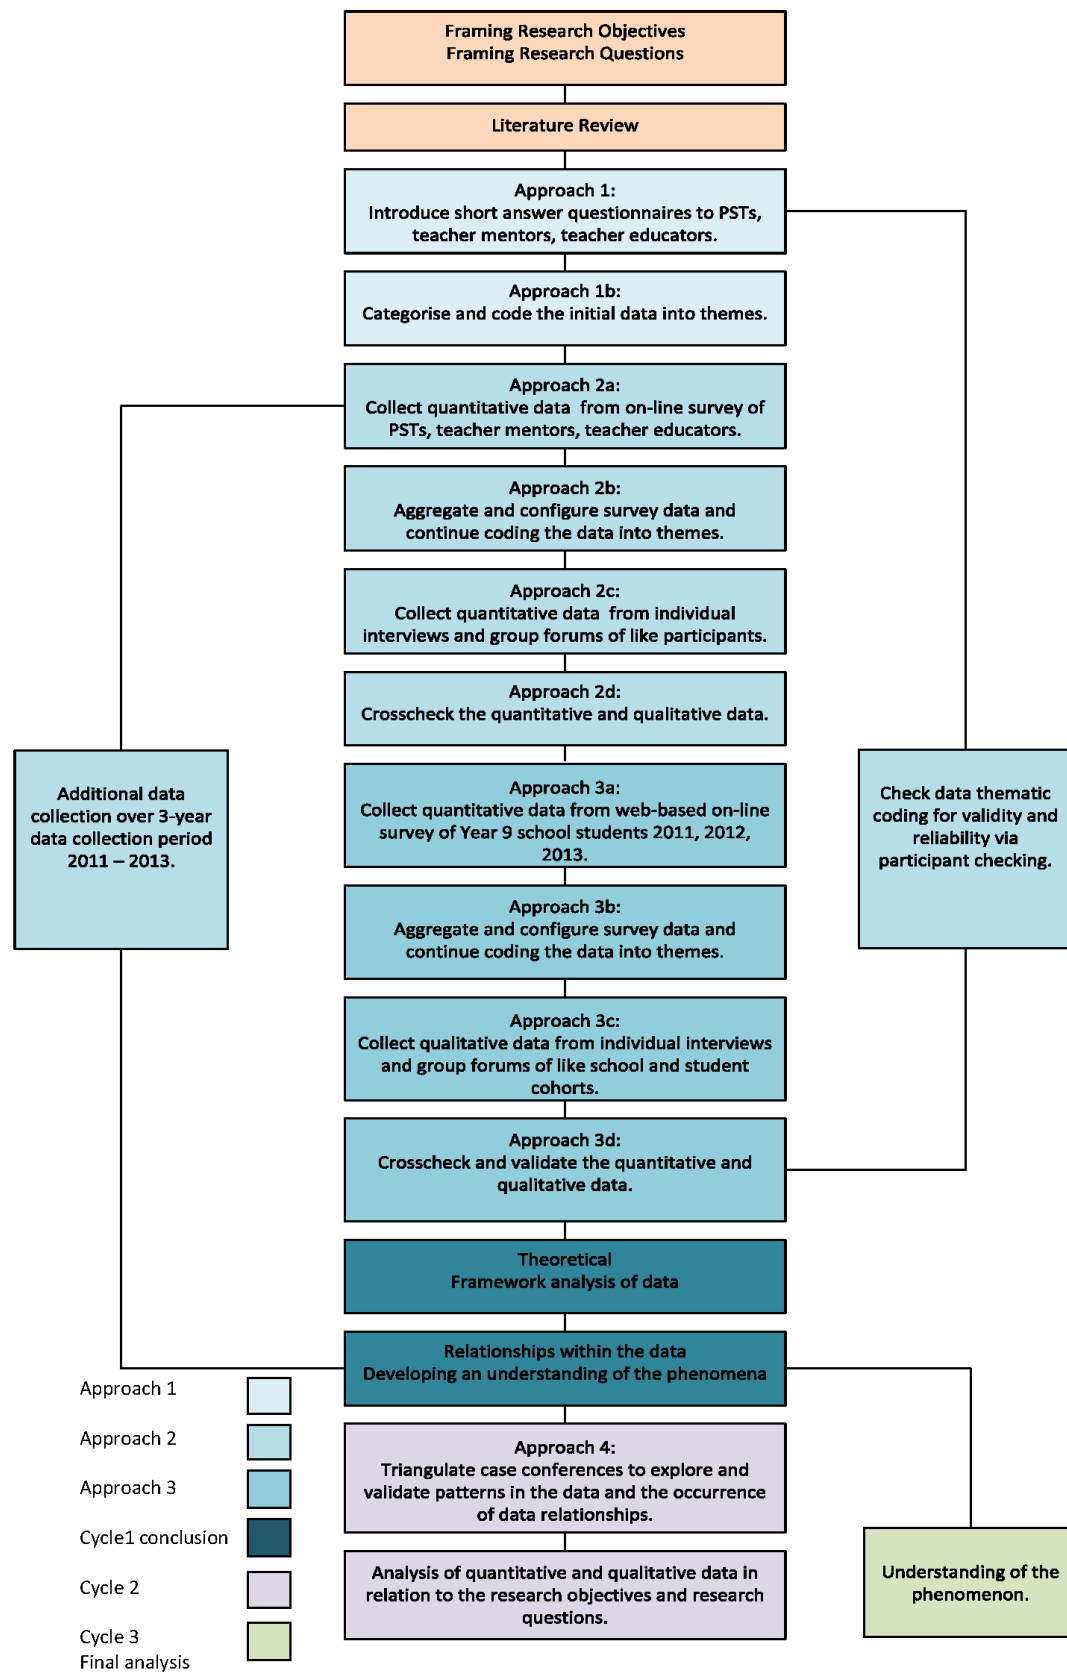 Framing Research Objectives
Framing Research Questions
Literature Review
Approach 1:
Introduce short answer questionnaires to PSTs,
teacher mentors, teacher educators.
Approach 1b:
Categorise and code the initial data into themes.
Approach 2a:
Collect quantitative data from on-line survey of
PSTs, teacher mentors, teacher educators.
Approach 2b:
Aggregate and configure survey data and
continue coding the data into themes.
Approach 2c:
Collect quantitative data from individual
interviews and group forums of like participants.
Approach 2d:
Crosscheck the quantitative and qualitative data.
Additional data
collection over 3-year
data collection period
2011 – 2013.
Approach 3a:
Collect quantitative data from web-based on-line
survey of Year 9 school students 2011, 2012,
2013.
Check data thematic
coding for validity and
reliability via
participant checking.
Approach 3b:
Aggregate and configure survey data and
continue coding the data into themes.
Approach 3c:
Collect qualitative data from individual interviews
and group forums of like school and student
cohorts.
Approach 3d:
Crosscheck and validate the quantitative and
qualitative data.
Theoretical
Framework analysis of data
Relationships within the data
Developing an understanding of the phenomena
Approach 4:
Triangulate case conferences to explore and
validate patterns in the data and the occurrence
of data relationships.
Analysis of quantitative and qualitative data in
relation to the research objectives and research
questions.
Understanding of the
phenomenon.
Approach 1
Approach 2
Approach 3
Cycle1 conclusion
Cycle 2
Cycle 3
Final analysis